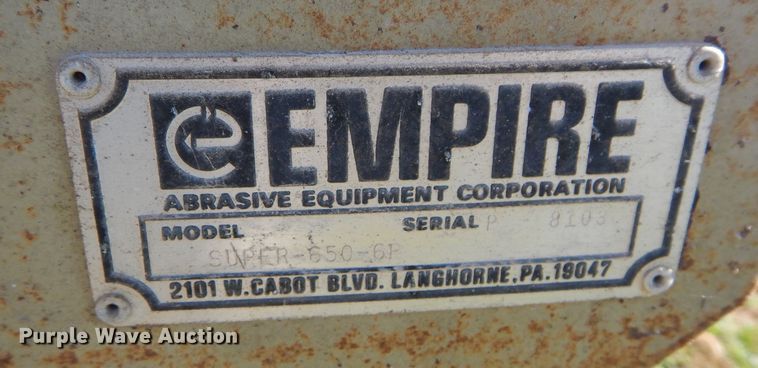 e EMPIRE
ABRASIVE EQUIPMENT CORPORATION
MODEL SERIAL P 8103
SUPER-650-6P
2101 W.CABOT BLVD. LANGHORNE,PA.19047
Purple Wave Auction